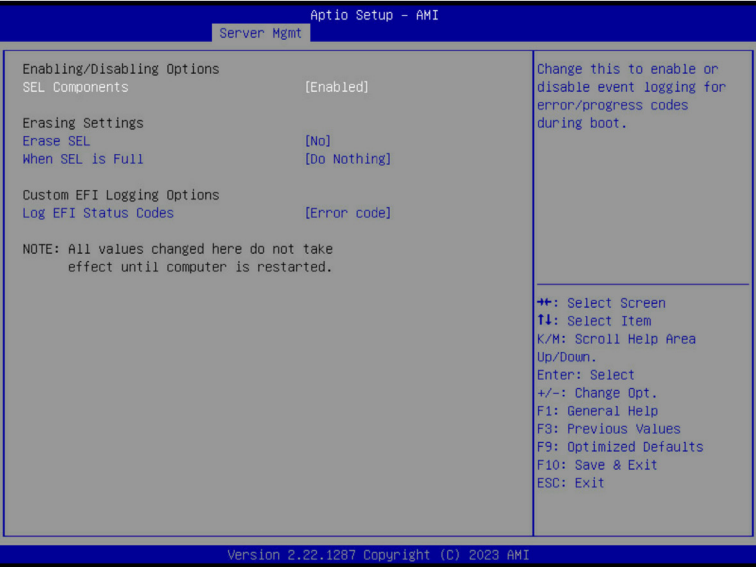 Aptio Setup – AMI
Server Mgmt
Enabling/Disabling Options
SEL Components [Enabled]
Erasing Settings
Erase SEL [No]
When SEL is Full [Do Nothing]
Custom EFI Logging Options
Log EFI Status Codes [Error code]
NOTE: All values changed here do not take
effect until computer is restarted.
Change this to enable or
disable event logging for
error/progress codes
during boot.
→←: Select Screen
↑↓: Select Item
K/M: Scroll Help Area
Up/Down.
Enter: Select
+/-: Change Opt.
F1: General Help
F3: Previous Values
F9: Optimized Defaults
F10: Save & Exit
ESC: Exit
Version 2.22.1287 Copyright (C) 2023 AMI